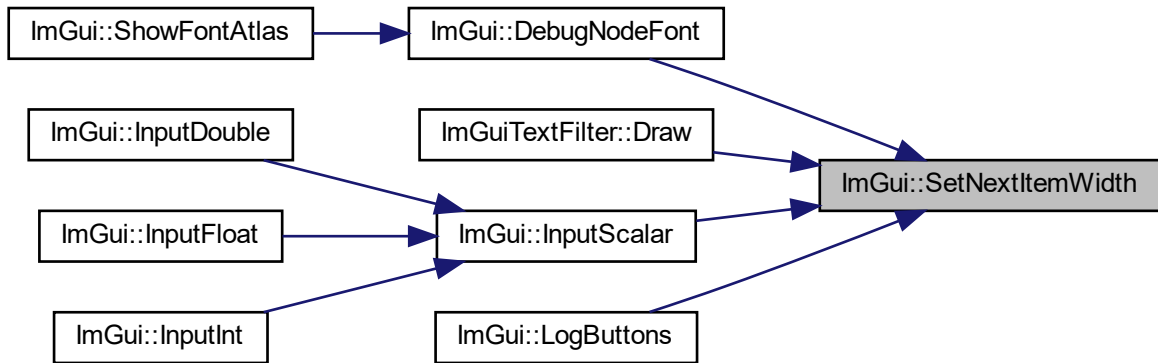 ImGui::ShowFontAtlas
ImGui::DebugNodeFont
ImGui::InputDouble
ImGuiTextFilter::Draw
ImGui::SetNextItemWidth
ImGui::InputFloat
ImGui::InputScalar
ImGui::InputInt
ImGui::LogButtons